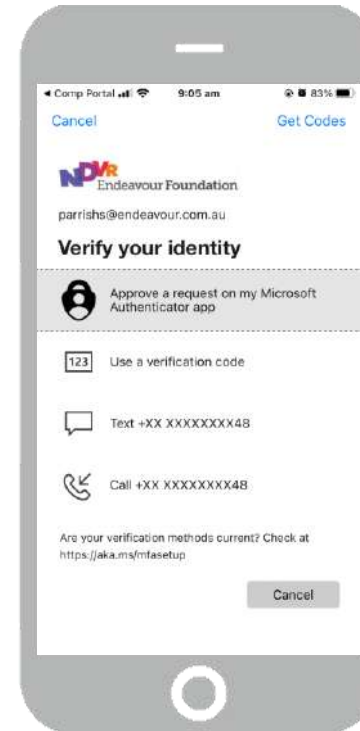 ◀ Comp Portal 9:05 am 83%
Cancel Get Codes
NDVR
Endeavour Foundation
parrishs@endeavour.com.au
Verify your identity
Approve a request on my Microsoft
Authenticator app
123 Use a verification code
Text +XX XXXXXXXX48
Call +XX XXXXXXXX48
Are your verification methods current? Check at
https://aka.ms/mfasetup
Cancel